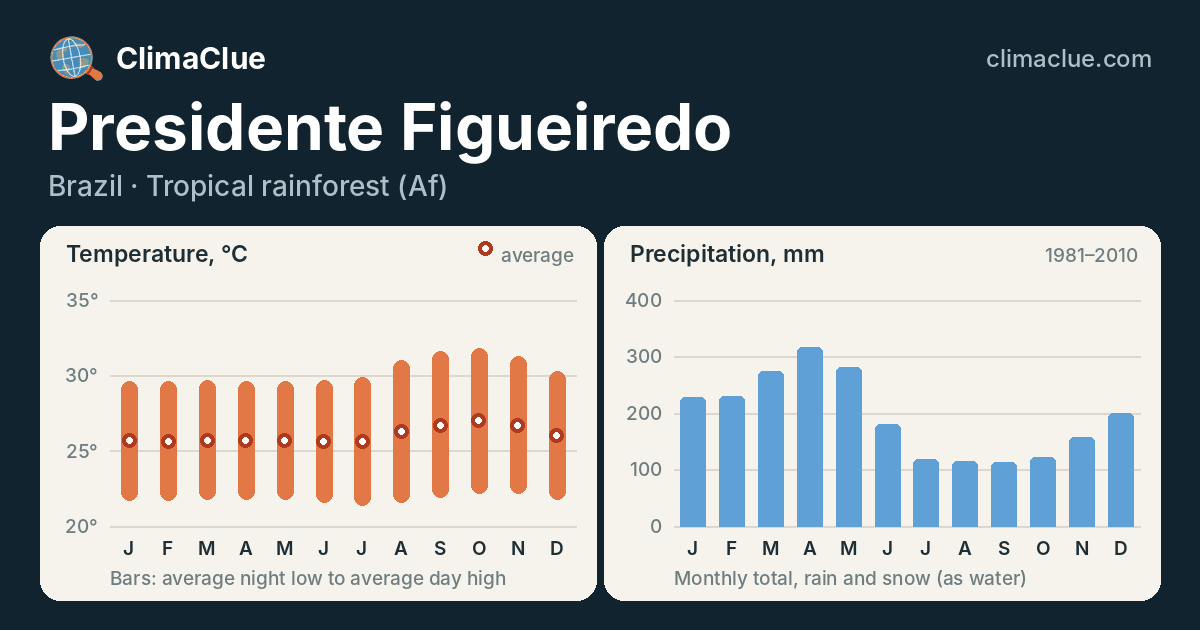 ClimaClue
climaclue.com
Presidente Figueiredo
Brazil · Tropical rainforest (Af)
Temperature, °C
average
35°
30°
25°
20°
J F M A M J J A S O N D
Bars: average night low to average day high
Precipitation, mm
1981–2010
400
300
200
100
0
J F M A M J J A S O N D
Monthly total, rain and snow (as water)